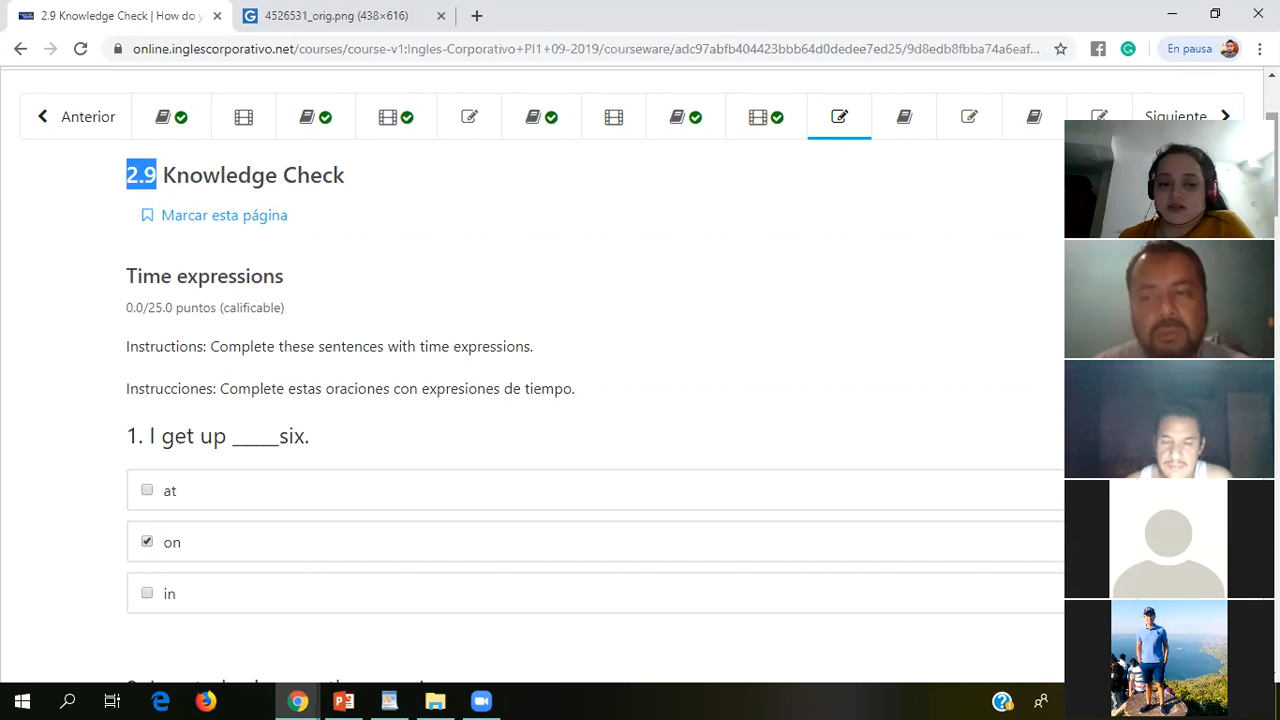 2.9 Knowledge Check | How do y
4526531_orig.png (438×616)
online.inglescorporativo.net/courses/course-v1:Ingles-Corporativo+PI1+09-2019/courseware/adc97abfb404423bbb64d0dedee7ed25/9d8edb8fbba74a6eaf...
En pausa
Anterior
Siguiente
2.9 Knowledge Check
Marcar esta página
Time expressions
0.0/25.0 puntos (calificable)
Instructions: Complete these sentences with time expressions.
Instrucciones: Complete estas oraciones con expresiones de tiempo.
1. I get up _____six.
at
on
in